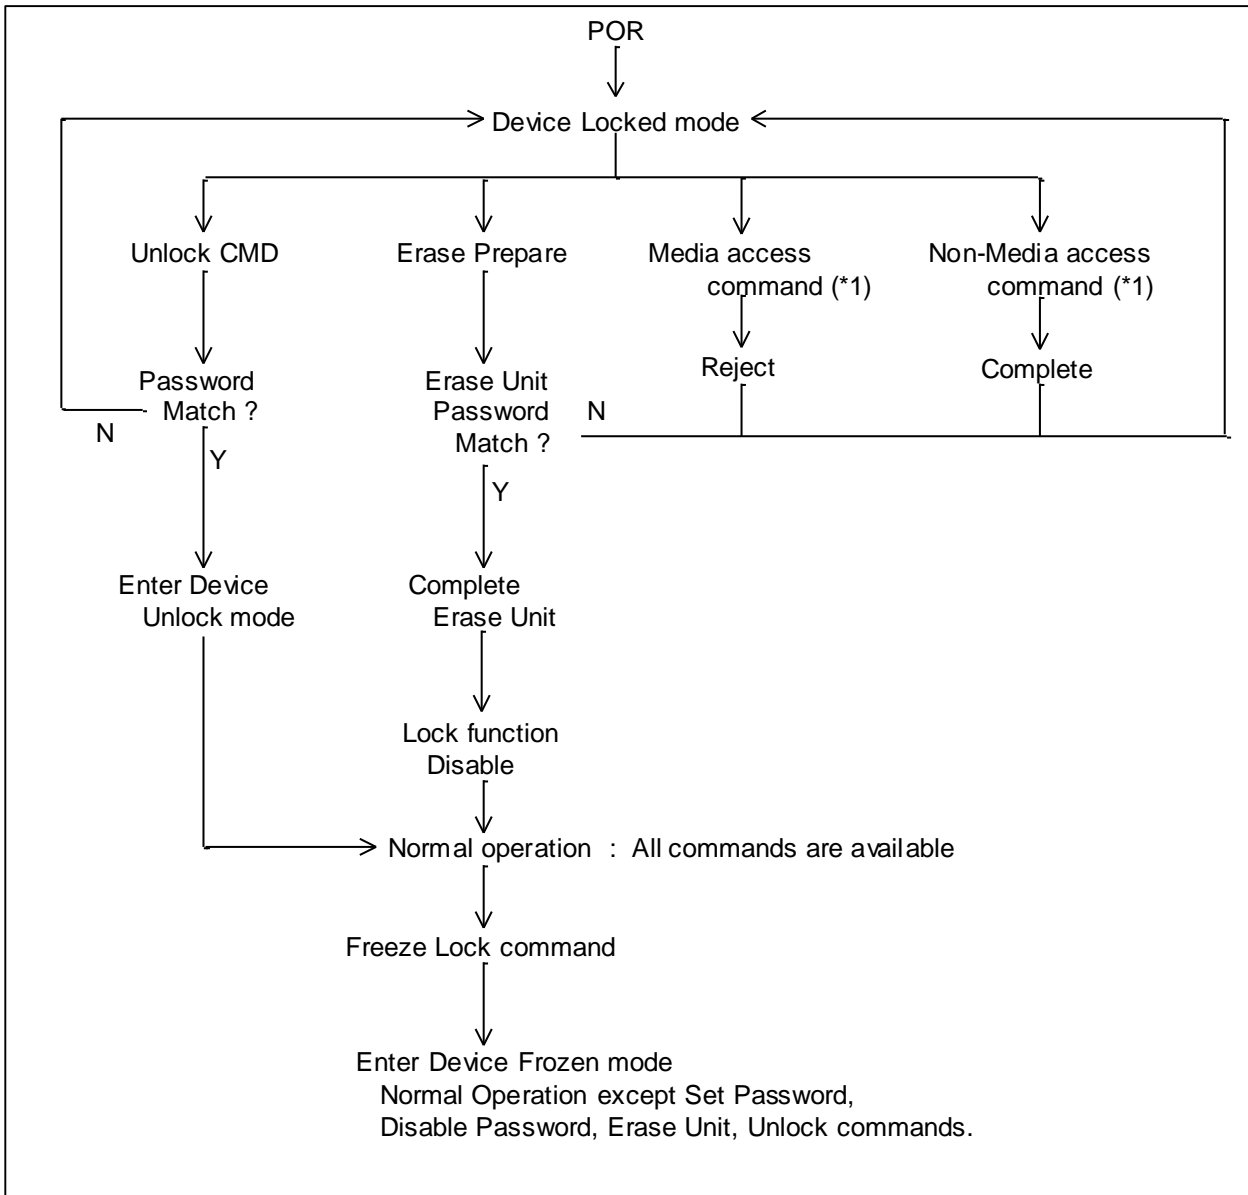 POR
Device Locked mode
Unlock CMD
Erase Prepare
Media access
command (*1)
Non-Media access
command (*1)
Password
Match ?
N
Y
Erase Unit
Password
Match ?
N
Y
Reject
Complete
Enter Device
Unlock mode
Complete
Erase Unit
Lock function
Disable
Normal operation : All commands are available
Freeze Lock command
Enter Device Frozen mode
Normal Operation except Set Password,
Disable Password, Erase Unit, Unlock commands.